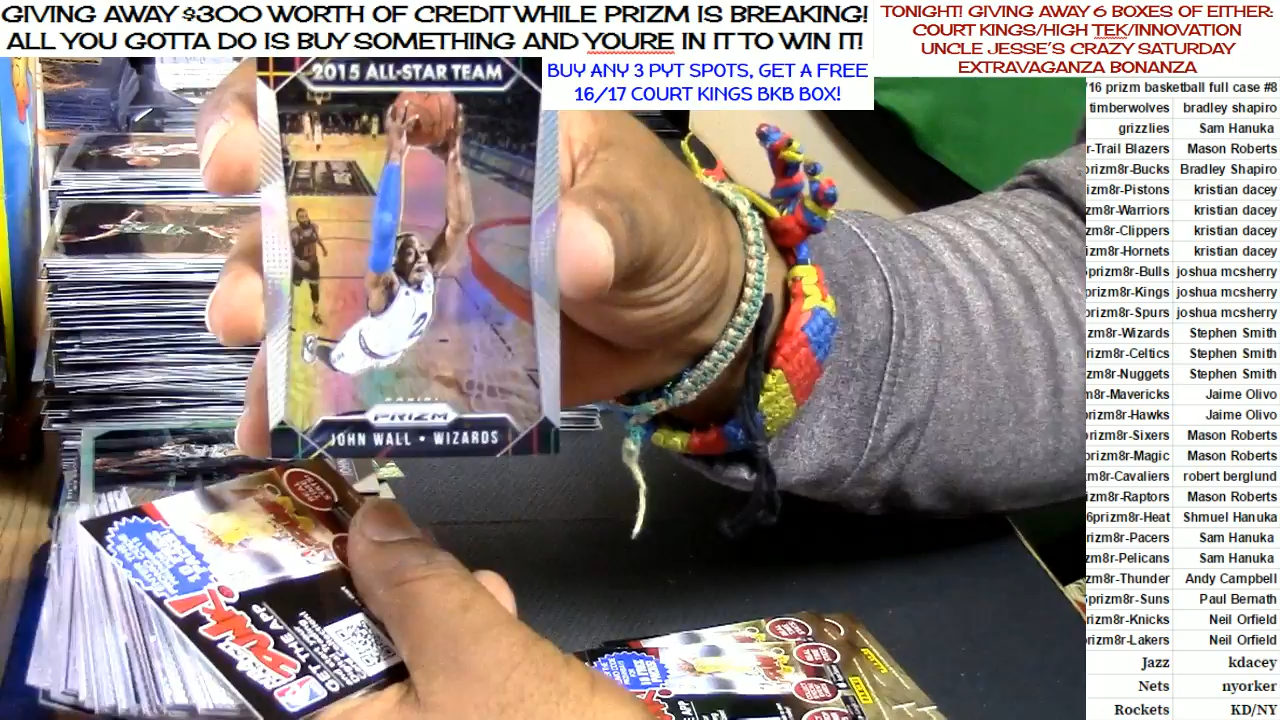 GIVING AWAY $300 WORTH OF CREDIT WHILE PRIZM IS BREAKING!
ALL YOU GOTTA DO IS BUY SOMETHING AND YOURE IN IT TO WIN IT!
TONIGHT! GIVING AWAY 6 BOXES OF EITHER:
COURT KINGS/HIGH TEK/INNOVATION
UNCLE JESSE'S CRAZY SATURDAY
EXTRAVAGANZA BONANZA
BUY ANY 3 PYT SPOTS, GET A FREE
16/17 COURT KINGS BKB BOX!
2015 ALL-STAR TEAM
PANINI
PRIZM
JOHN WALL • WIZARDS
GET THE APP
16 prizm basketball full case #8
timberwolves bradley shapiro
grizzlies Sam Hanuka
r-Trail Blazers Mason Roberts
prizm8r-Bucks Bradley Shapiro
rizm8r-Pistons kristian dacey
zm8r-Warriors kristian dacey
zm8r-Clippers kristian dacey
zm8r-Hornets kristian dacey
6prizm8r-Bulls joshua mcsherry
prizm8r-Kings joshua mcsherry
prizm8r-Spurs joshua mcsherry
zm8r-Wizards Stephen Smith
rizm8r-Celtics Stephen Smith
zm8r-Nuggets Stephen Smith
m8r-Mavericks Jaime Olivo
izm8r-Hawks Jaime Olivo
rizm8r-Sixers Mason Roberts
rizm8r-Magic Mason Roberts
m8r-Cavaliers robert berglund
izm8r-Raptors Mason Roberts
6prizm8r-Heat Shmuel Hanuka
zm8r-Pacers Sam Hanuka
zm8r-Pelicans Sam Hanuka
zm8r-Thunder Andy Campbell
prizm8r-Suns Paul Bernath
rizm8r-Knicks Neil Orfield
rizm8r-Lakers Neil Orfield
Jazz kdacey
Nets nyorker
Rockets KD/NY